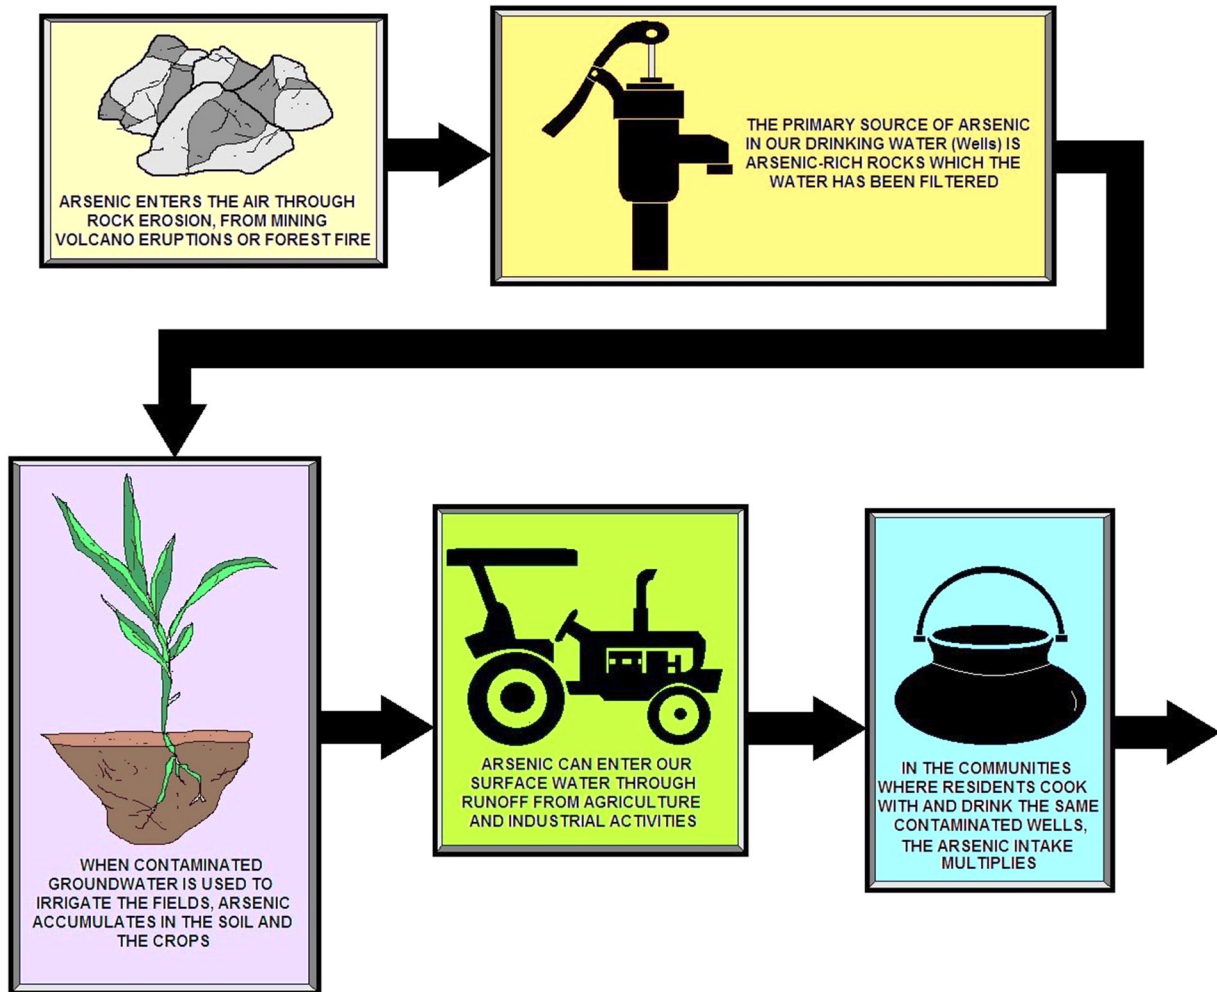 ARSENIC ENTERS THE AIR THROUGH
ROCK EROSION, FROM MINING
VOLCANO ERUPTIONS OR FOREST FIRE
THE PRIMARY SOURCE OF ARSENIC
IN OUR DRINKING WATER (Wells) IS
ARSENIC-RICH ROCKS WHICH THE
WATER HAS BEEN FILTERED
WHEN CONTAMINATED
GROUNDWATER IS USED TO
IRRIGATE THE FIELDS, ARSENIC
ACCUMULATES IN THE SOIL AND
THE CROPS
ARSENIC CAN ENTER OUR
SURFACE WATER THROUGH
RUNOFF FROM AGRICULTURE
AND INDUSTRIAL ACTIVITIES
IN THE COMMUNITIES
WHERE RESIDENTS COOK
WITH AND DRINK THE SAME
CONTAMINATED WELLS,
THE ARSENIC INTAKE
MULTIPLIES